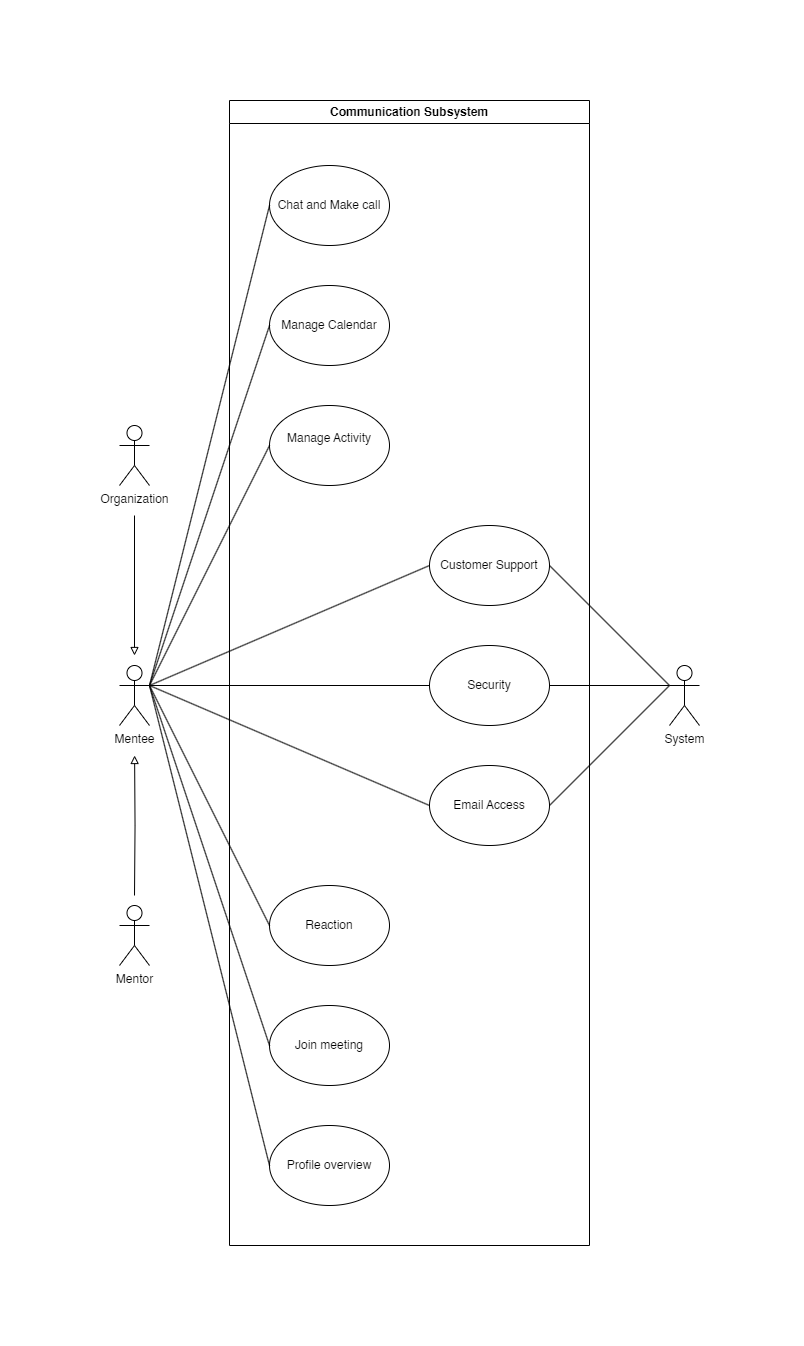 Communication Subsystem
Chat and Make call
Manage Calendar
Manage Activity
Organization
Customer Support
Mentee
Security
System
Email Access
Reaction
Mentor
Join meeting
Profile overview